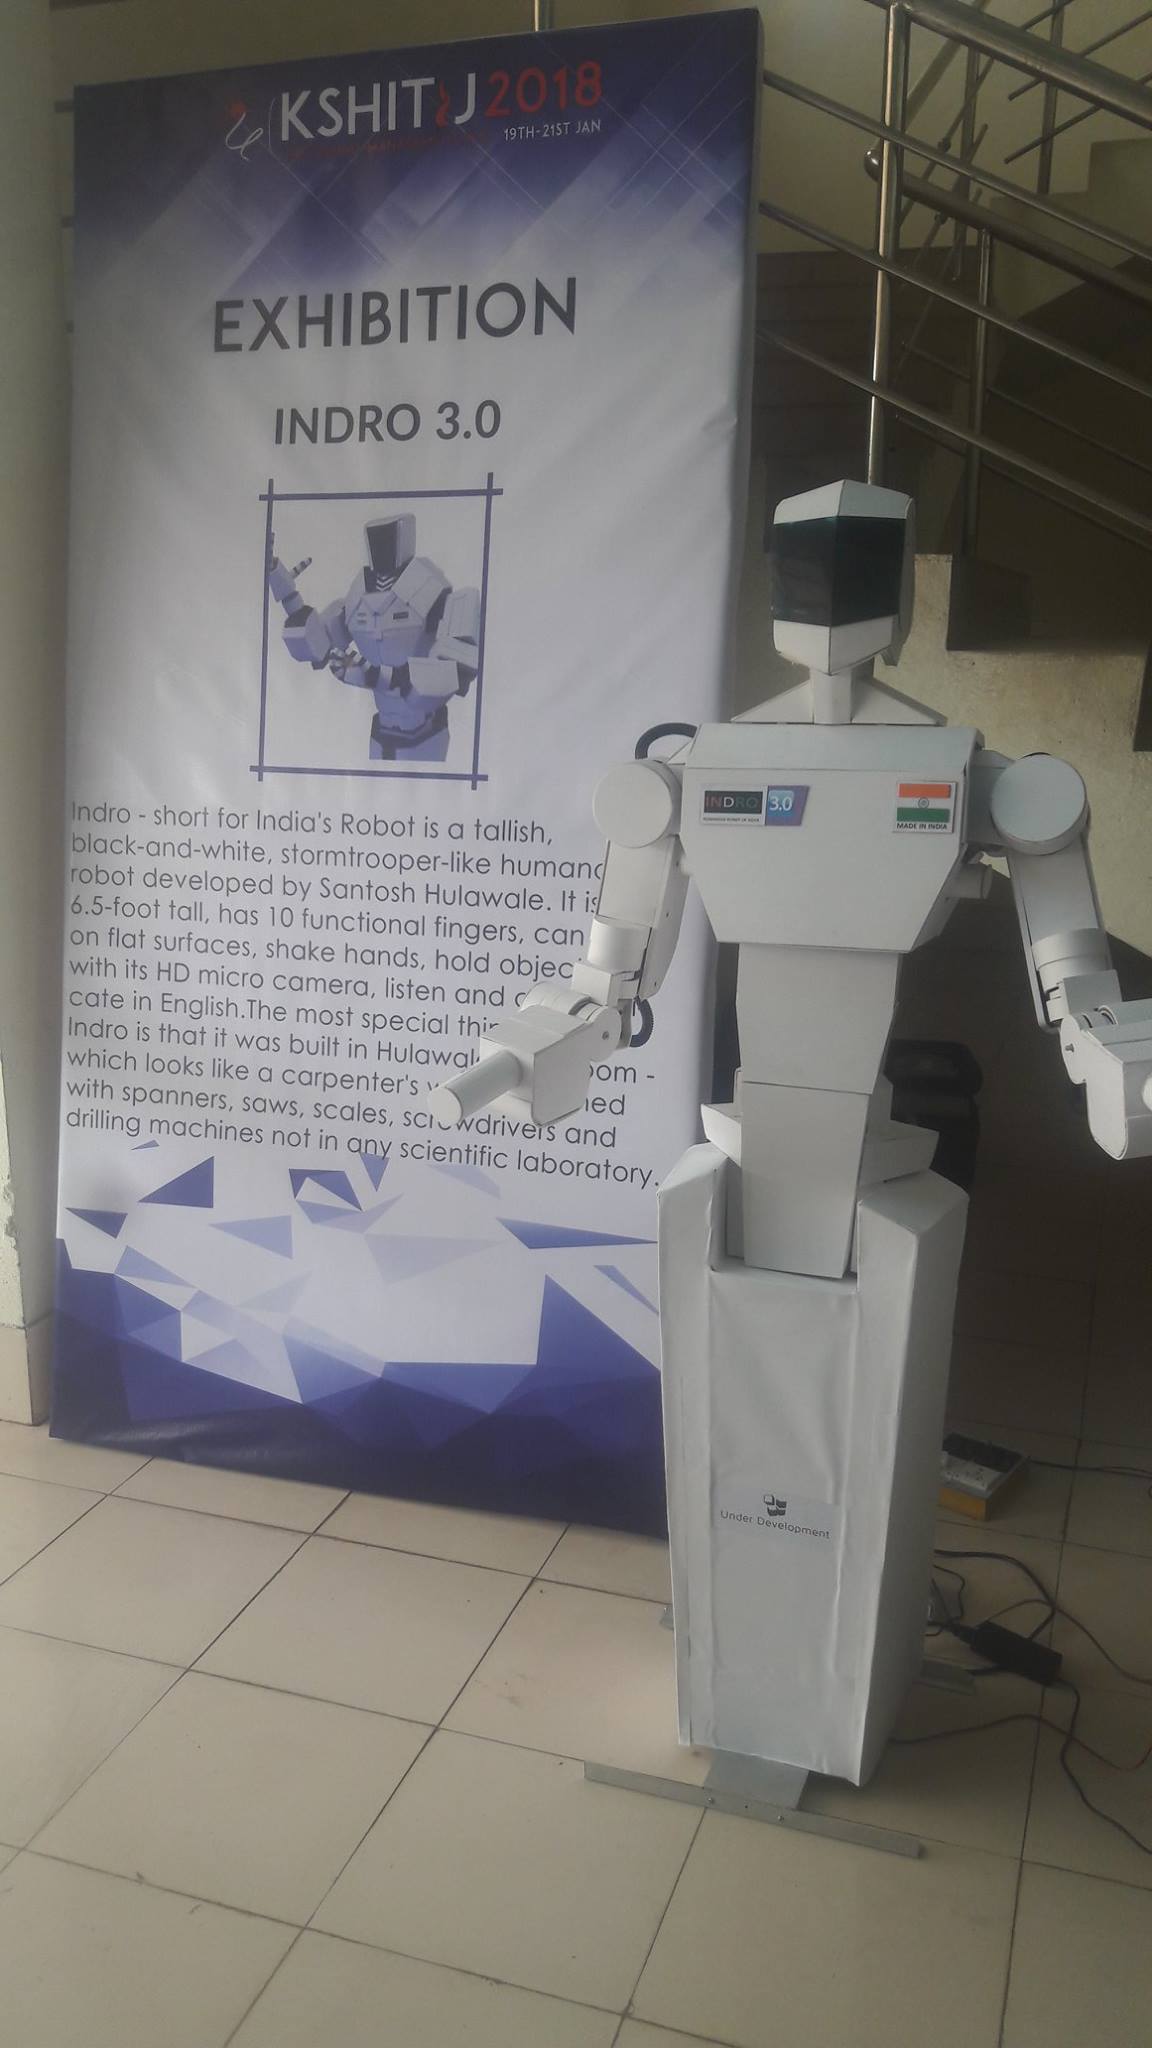 KSHITIJ 2018
19TH-21ST JAN
EXHIBITION
INDRO 3.0
Indro - short for India's Robot is a tallish,
black-and-white, stormtrooper-like
robot developed by Santosh Hulawale. It is
6.5-foot tall, has 10 functional fingers, can
on flat surfaces, shake hands, hold
with its HD micro camera, listen and
cate in English.The most special
Indro is that it was built in
which looks like a carpenter's
with spanners, saws, scales, screwdrivers and
drilling machines not in any scientific laboratory.
INDRO 3.0
MADE IN INDIA
Under Development